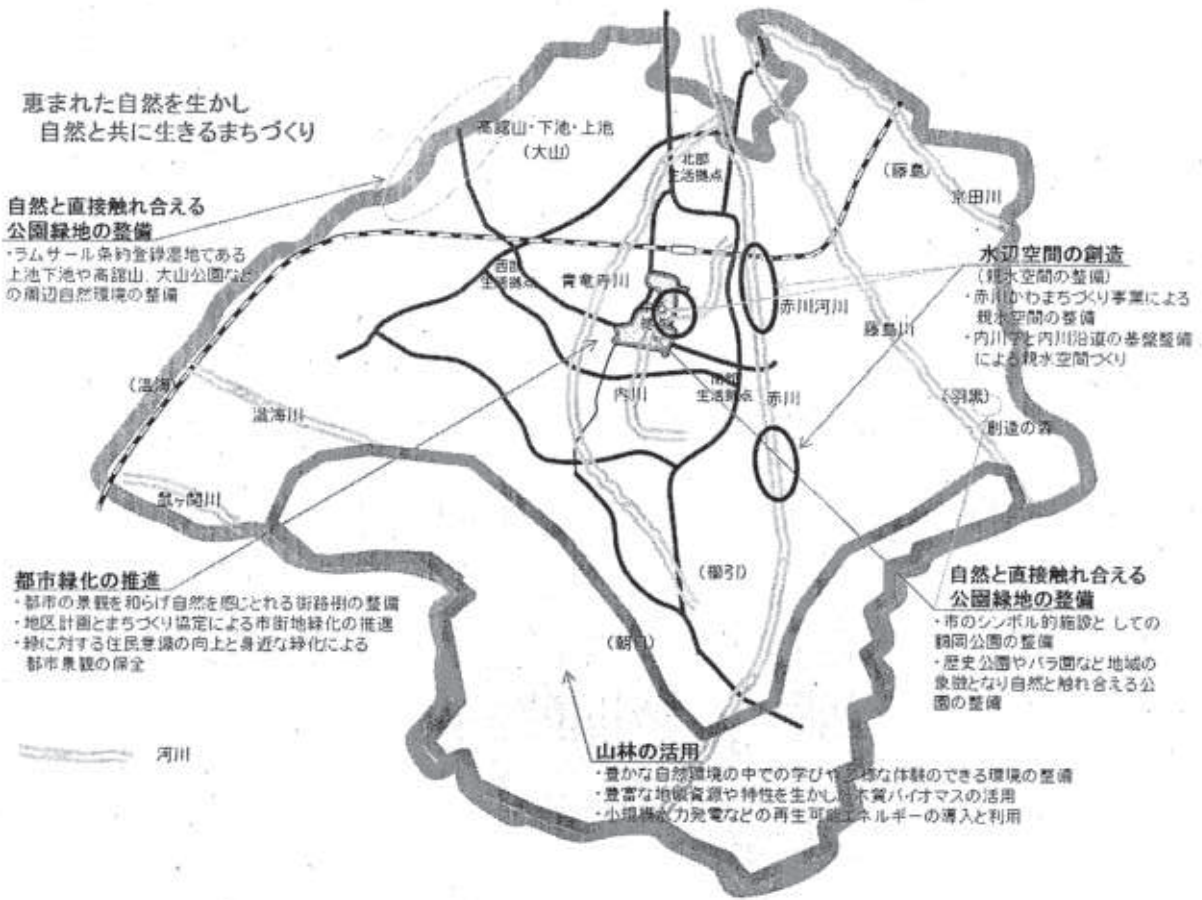 恵まれた自然を生かし
自然と共に生きるまちづくり
高舘山・下池・上池
(大山)
北部
生活拠点
(藤島)
京田川
自然と直接触れ合える
公園緑地の整備
・ラムサール条約登録湿地である
上池下池や高舘山、大山公園など
の周辺自然環境の整備
西部
生活拠点
青竜寺川
水辺空間の創造
(親水空間の整備)
・赤川かわまちづくり事業による
親水空間の整備
・内川学と内川沿道の基盤整備
による親水空間づくり
赤川河川
藤島川
(温海)
温海川
内川
南部
生活拠点
赤川
(羽黒)
創造の森
鼠ヶ関川
都市緑化の推進
・都市の景観を和らげ自然を感じとれる街路樹の整備
・地区計画とまちづくり協定による市街地緑化の推進
・緑に対する住民意識の向上と身近な緑化による
都市景観の保全
(櫛引)
(朝日)
自然と直接触れ合える
公園緑地の整備
・市のシンボル的施設としての
鶴岡公園の整備
・歴史公園やバラ園など地域の
象徴となり自然と触れ合える公
園の整備
河川
山林の活用
・豊かな自然環境の中での学びや多様な体験のできる環境の整備
・豊富な地域資源や特性を生かした木質バイオマスの活用
・小規模水力発電などの再生可能エネルギーの導入と利用